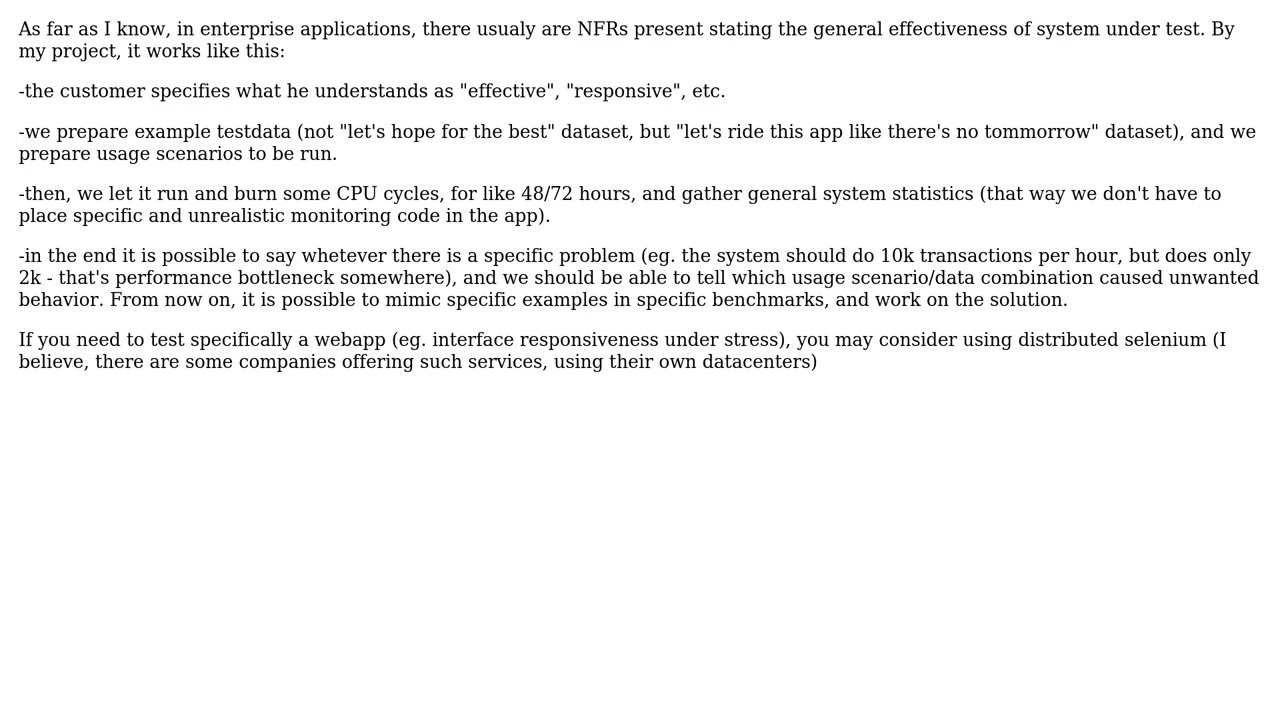 As far as I know, in enterprise applications, there usualy are NFRs present stating the general effectiveness of system under test. By
my project, it works like this:
-the customer specifies what he understands as "effective", "responsive", etc.
-we prepare example testdata (not "let's hope for the best" dataset, but "let's ride this app like there's no tommorrow" dataset), and we
prepare usage scenarios to be run.
-then, we let it run and burn some CPU cycles, for like 48/72 hours, and gather general system statistics (that way we don't have to
place specific and unrealistic monitoring code in the app).
-in the end it is possible to say whatever there is a specific problem (eg. the system should do 10k transactions per hour, but does only
2k - that's performance bottleneck somewhere), and we should be able to tell which usage scenario/data combination caused unwanted
behavior. From now on, it is possible to mimic specific examples in specific benchmarks, and work on the solution.
If you need to test specifically a webapp (eg. interface responsiveness under stress), you may consider using distributed selenium (I
believe, there are some companies offering such services, using their own datacenters)